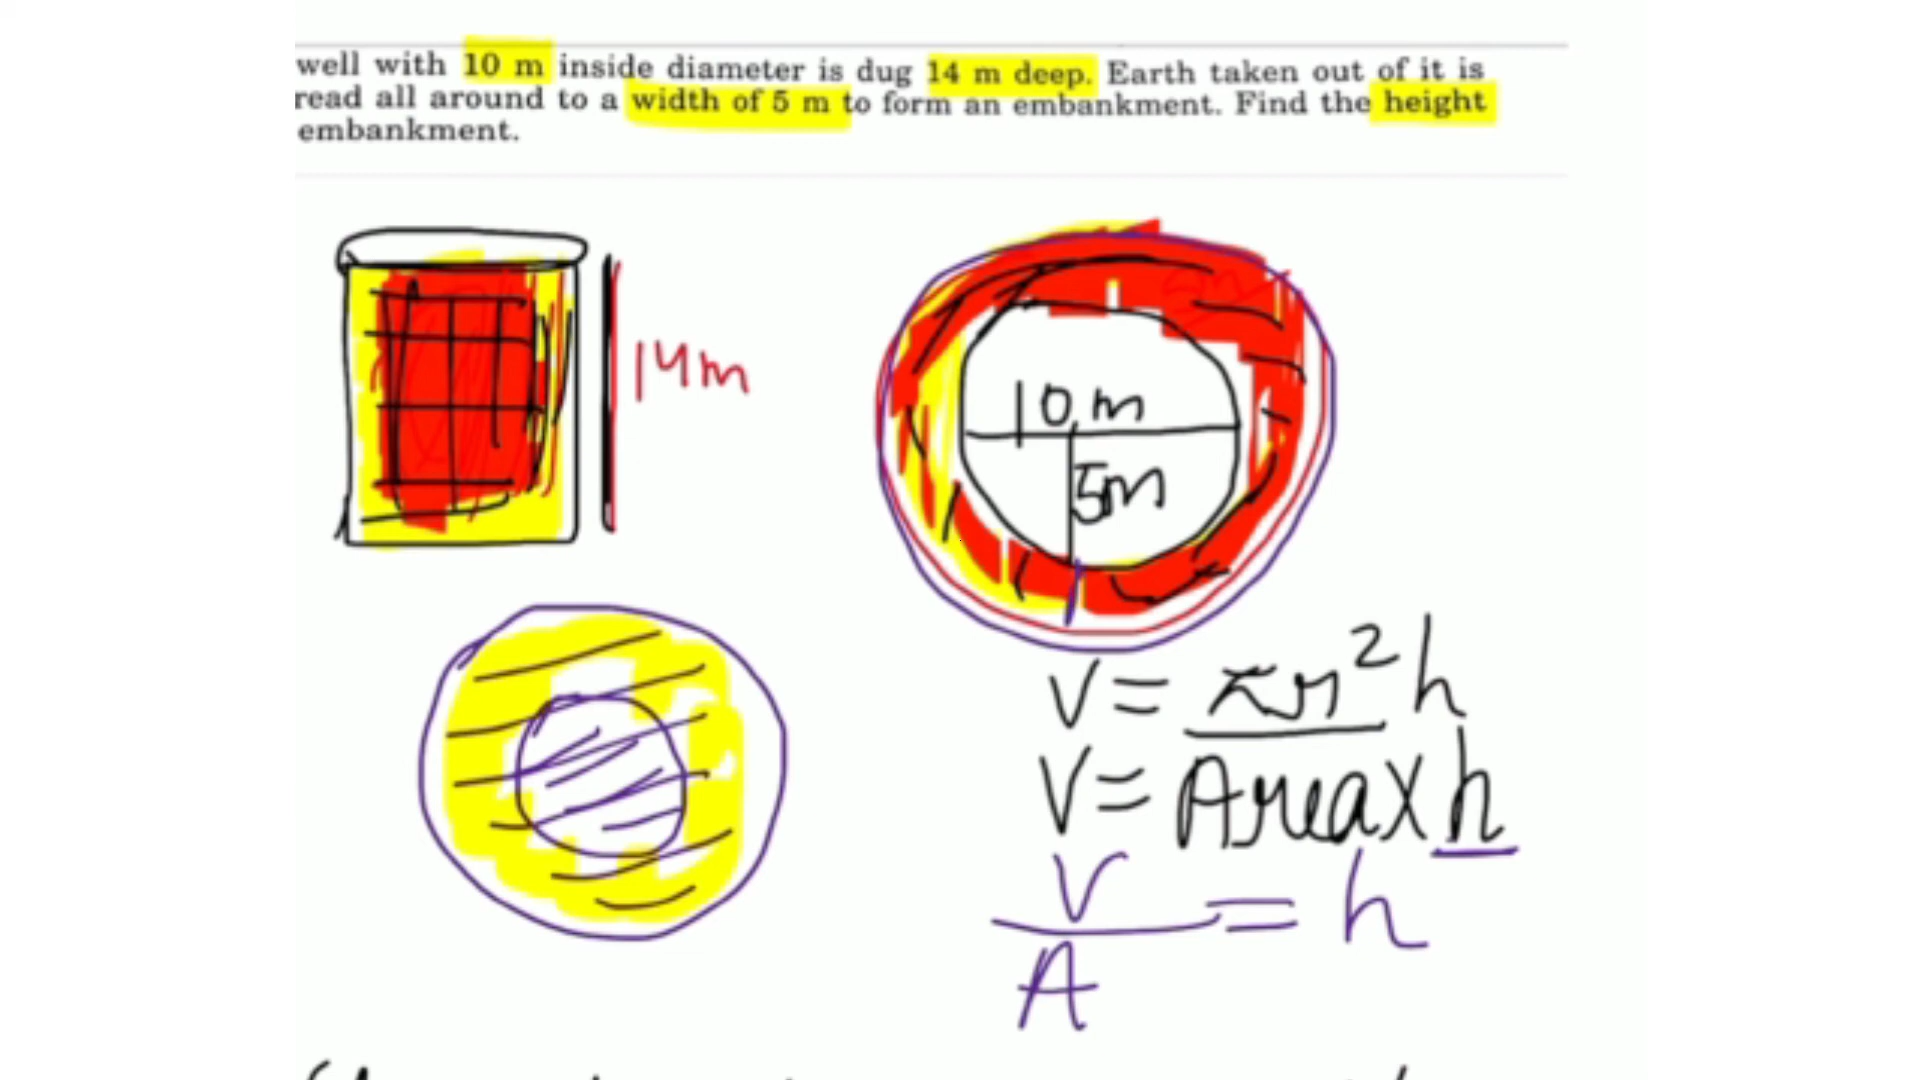 well with 10 m inside diameter is dug 14 m deep. Earth taken out of it is
read all around to a width of 5 m to form an embankment. Find the height
embankment.
14m
10 m
5m
V = πr²h
V = Area X h
V
A
= h